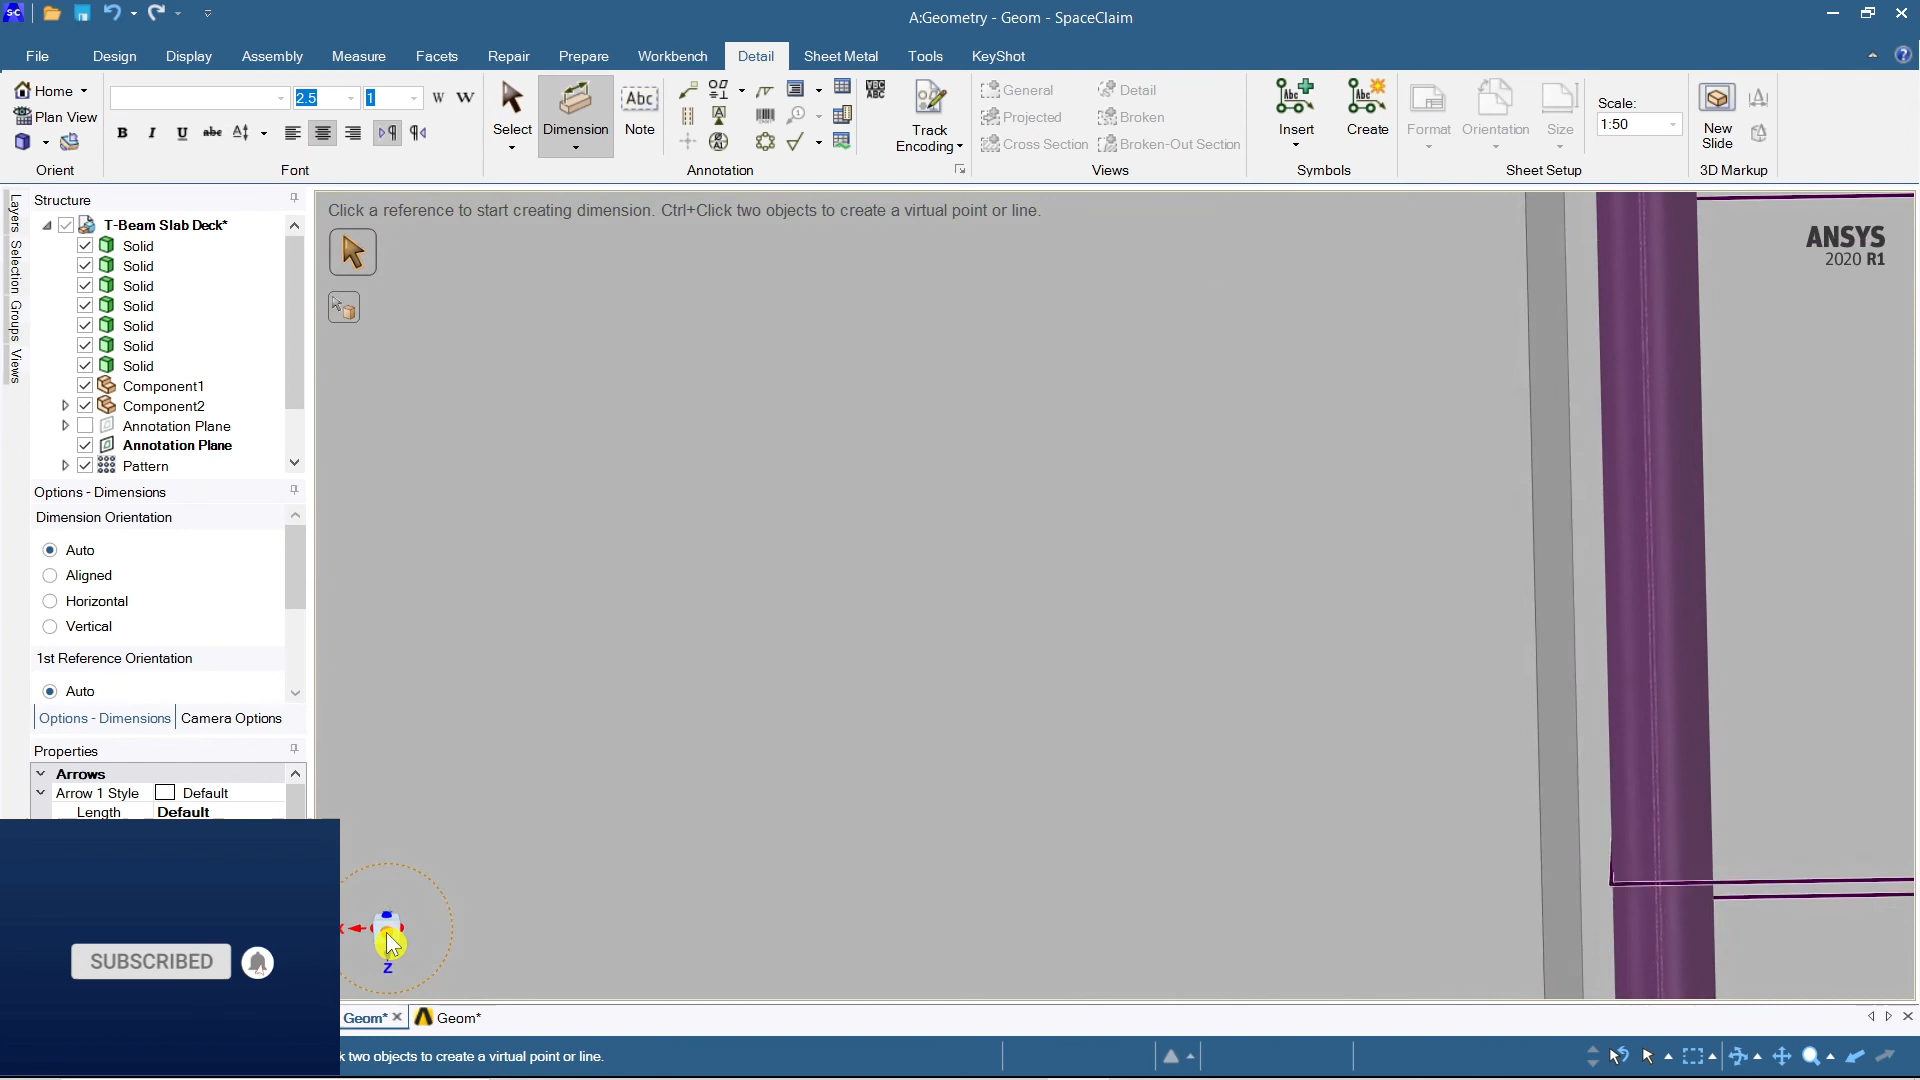 A:Geometry - Geom - SpaceClaim
File Design Display Assembly Measure Facets Repair Prepare Workbench Detail Sheet Metal Tools KeyShot
Home
Plan View
Orient
2.5
1
Font
Select
Dimension
Abc
Note
Track
Encoding
Annotation
General
Projected
Cross Section
Detail
Broken
Broken-Out Section
Views
Insert
Create
Symbols
Format
Orientation
Size
Scale:
1:50
Sheet Setup
New
Slide
3D Markup
Layers Selection Groups Views
Structure
T-Beam Slab Deck*
Solid
Solid
Solid
Solid
Solid
Solid
Solid
Component1
Component2
Annotation Plane
Annotation Plane
Pattern
Options - Dimensions
Dimension Orientation
Auto
Aligned
Horizontal
Vertical
1st Reference Orientation
Auto
Options - Dimensions Camera Options
Properties
Arrows
Arrow 1 Style Default
Length Default
Click a reference to start creating dimension. Ctrl+Click two objects to create a virtual point or line.
ANSYS
2020 R1
Z
SUBSCRIBED
Geom* Geom*
k two objects to create a virtual point or line.